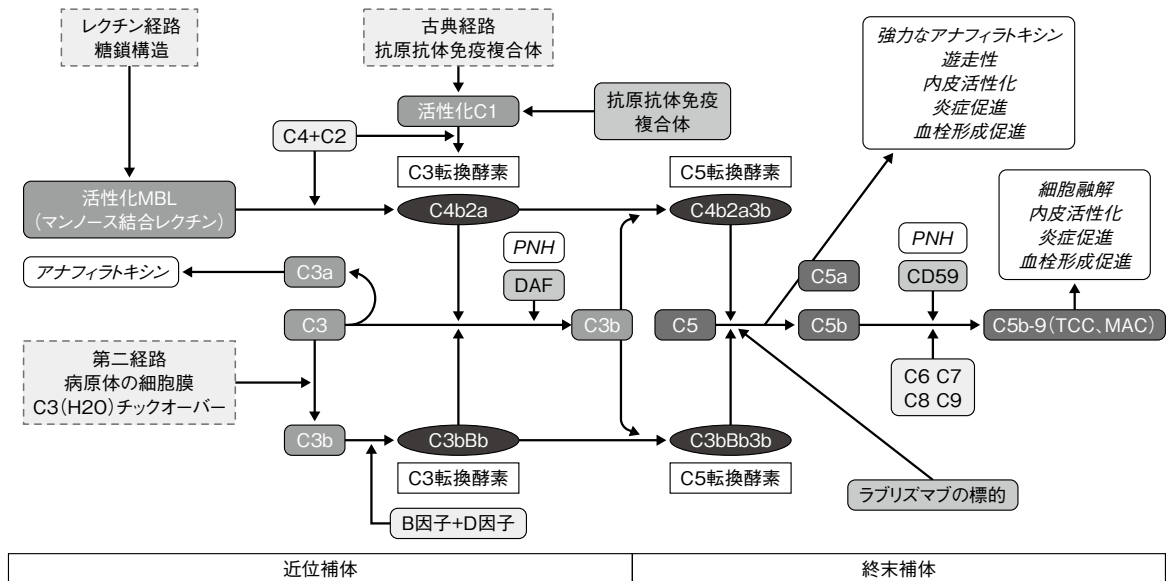 レクチン経路
糖鎖構造
古典経路
抗原抗体免疫複合体
強力なアナフィラトキシン
遊走性
内皮活性化
炎症促進
血栓形成促進
活性化C1
抗原抗体免疫
複合体
C4+C2
C3転換酵素
C5転換酵素
活性化MBL
(マンノース結合レクチン)
C4b2a
C4b2a3b
細胞融解
内皮活性化
炎症促進
血栓形成促進
PNH
PNH
アナフィラトキシン
C3a
DAF
C5a
CD59
C3
C3b
C5
C5b
C5b-9(TCC、MAC)
第二経路
病原体の細胞膜
C3(H2O)チックオーバー
C6 C7
C8 C9
C3b
C3bBb
C3bBb3b
C3転換酵素
C5転換酵素
ラブリズマブの標的
B因子+D因子
近位補体
終末補体